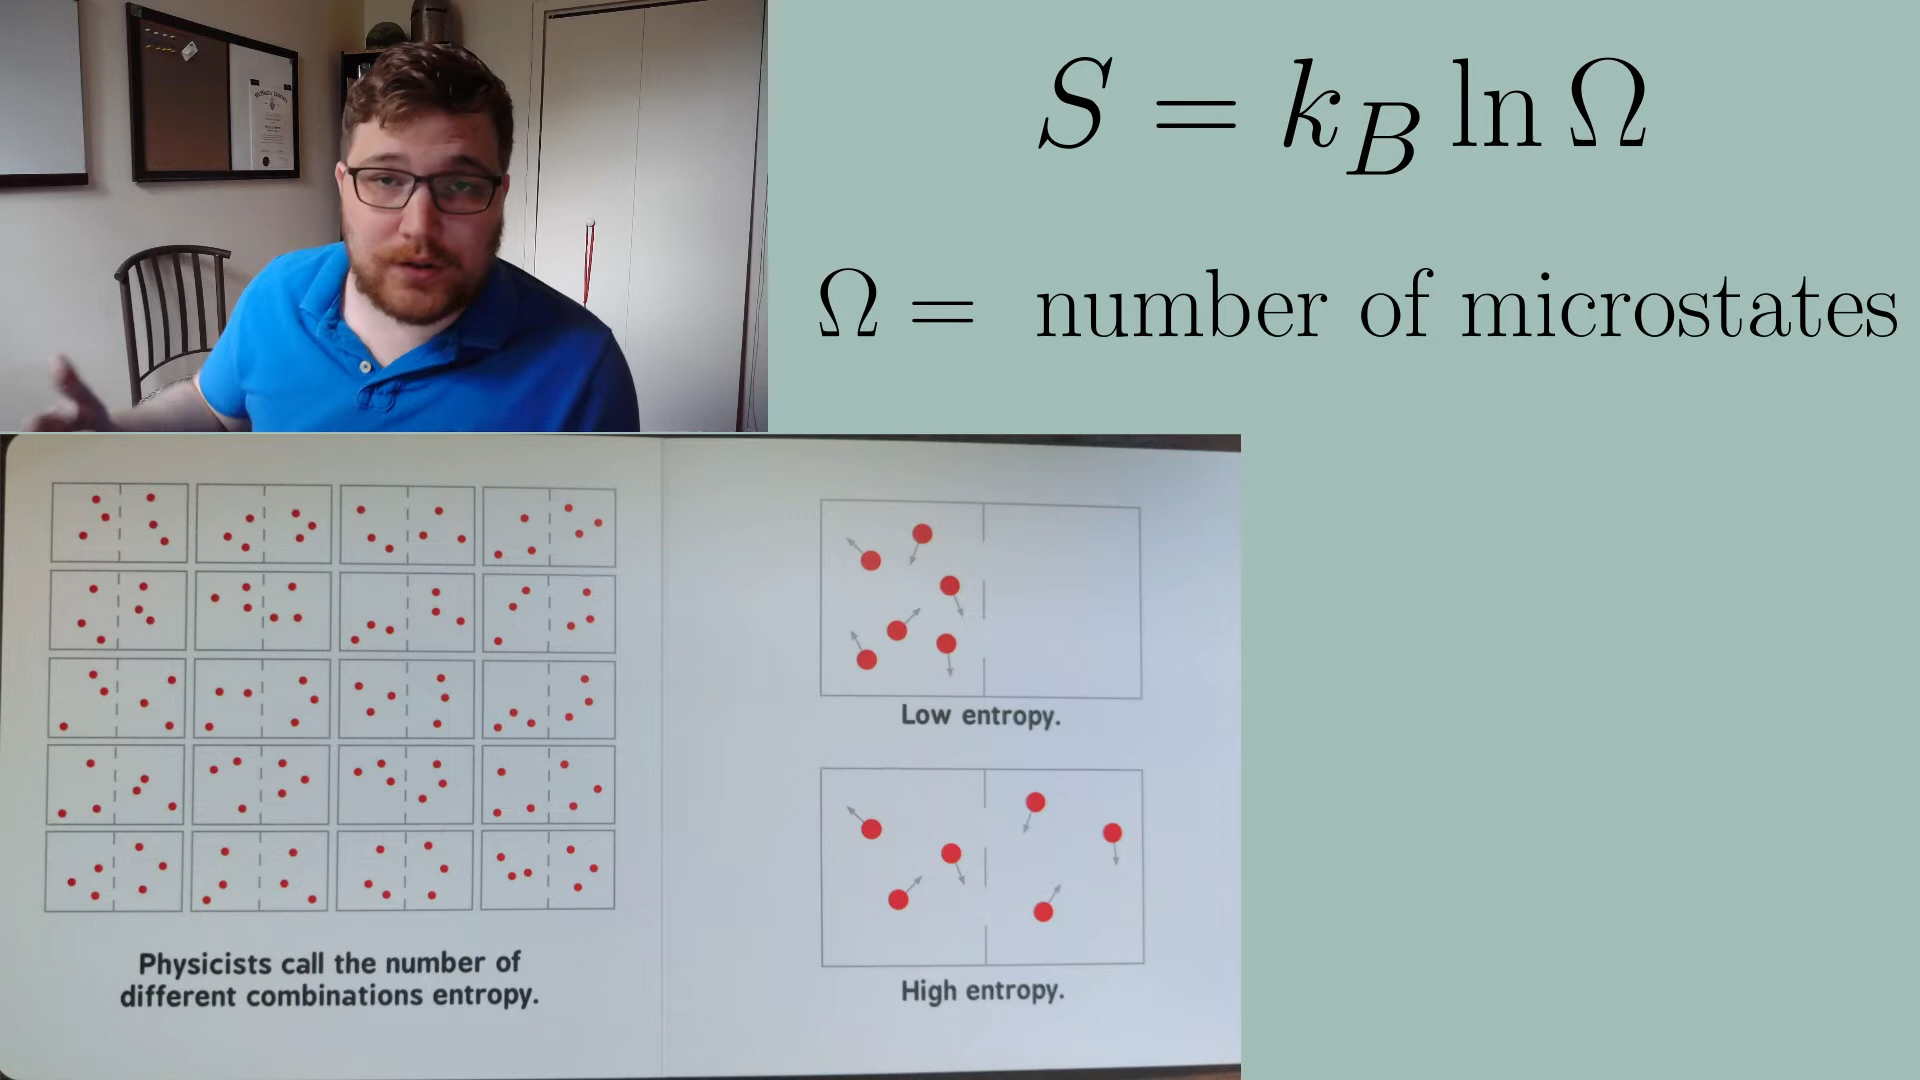 S = k_B ln Ω
Ω = number of microstates
Physicists call the number of
different combinations entropy.
Low entropy.
High entropy.